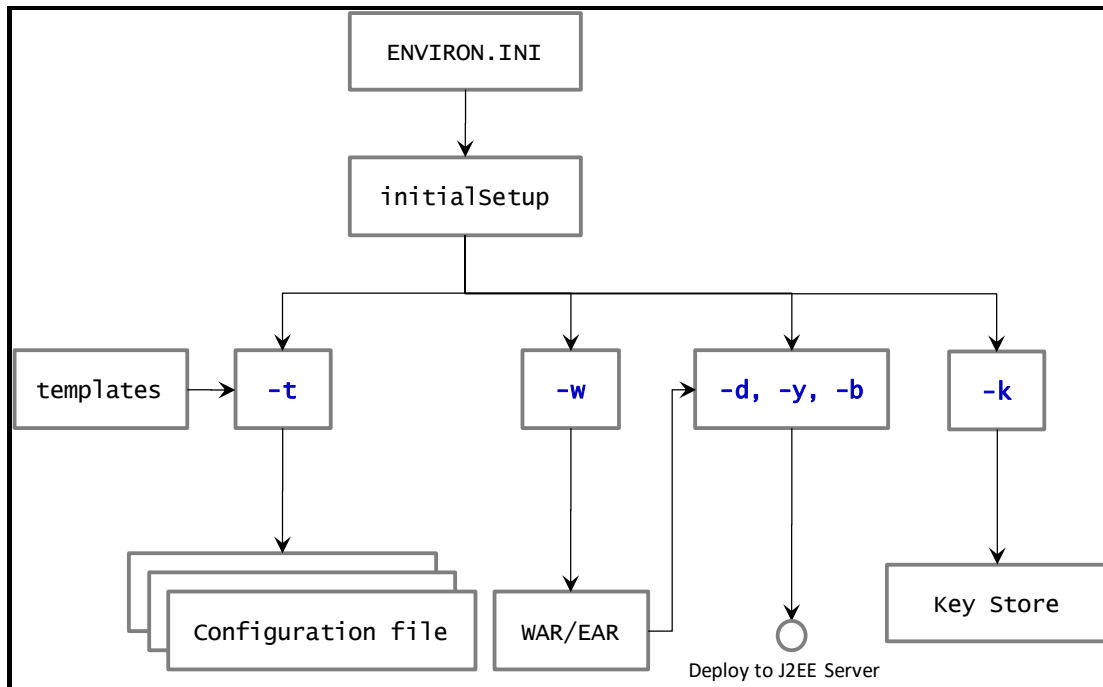 ENVIRON.INI
initialSetup
templates
-t
-w
-d, -y, -b
-k
Configuration file
WAR/EAR
Key Store
Deploy to J2EE Server